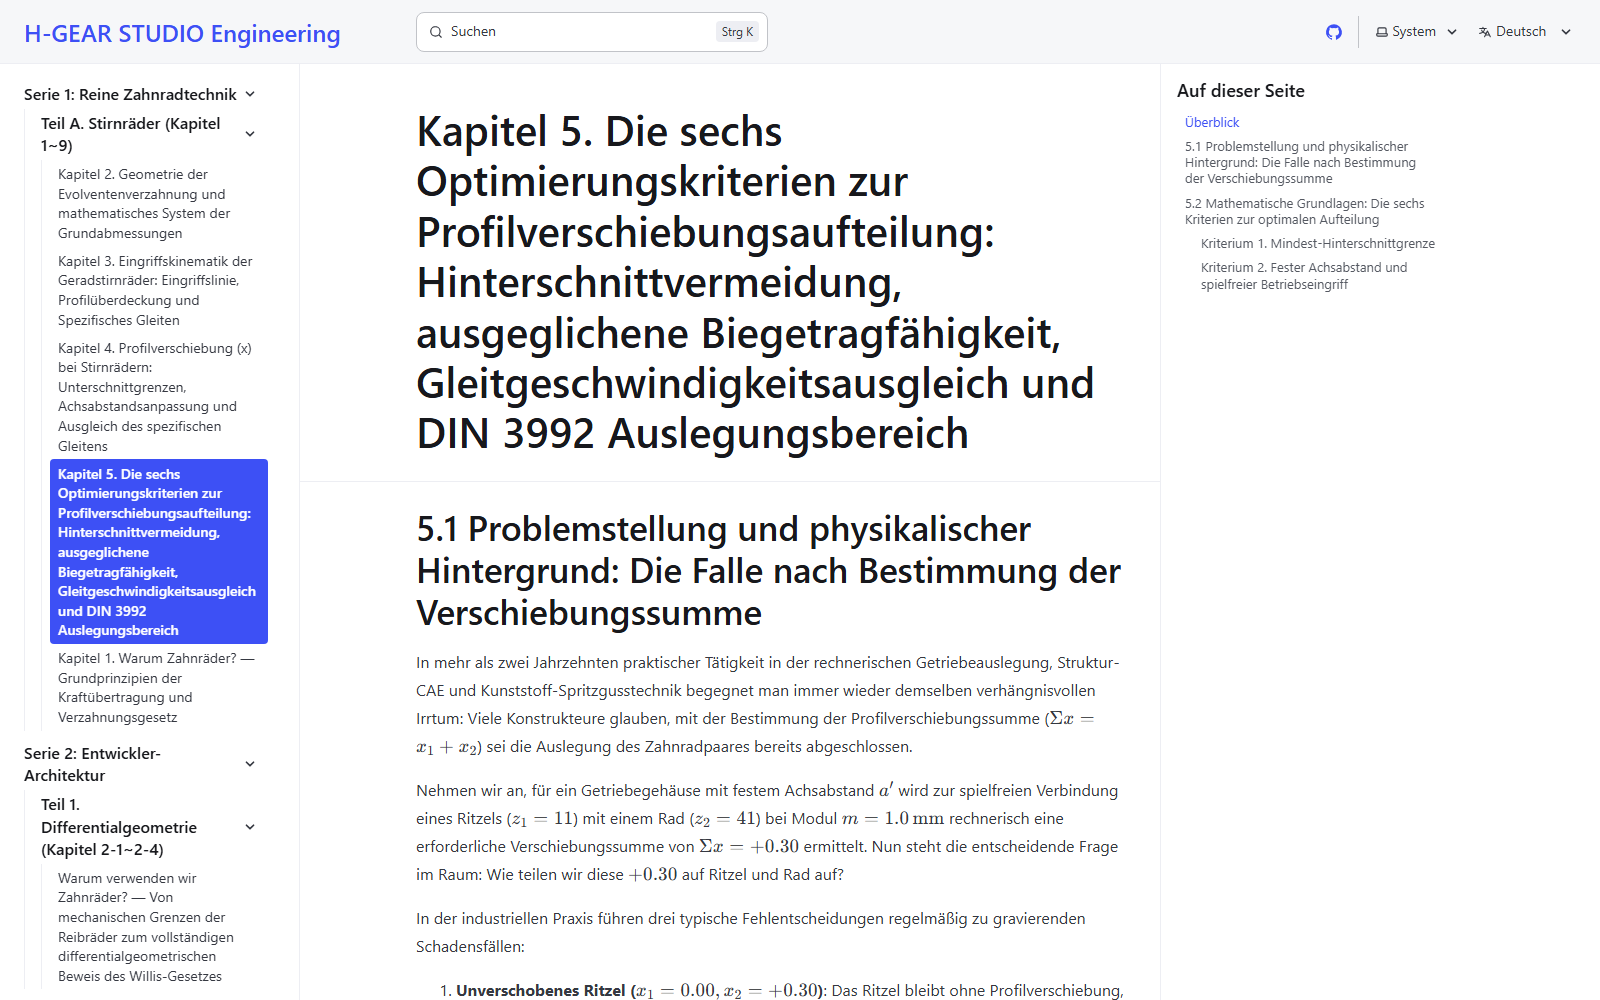 H-GEAR STUDIO Engineering
Suchen
Strg K
System
Deutsch
Serie 1: Reine Zahnradtechnik
Teil A. Stirnräder (Kapitel
1~9)
Kapitel 2. Geometrie der
Evolventenverzahnung und
mathematisches System der
Grundabmessungen
Kapitel 3. Eingriffskinematik der
Geradstirnräder: Eingriffslinie,
Profilüberdeckung und
Spezifisches Gleiten
Kapitel 4. Profilverschiebung (x)
bei Stirnrädern:
Unterschnittgrenzen,
Achsabstandsanpassung und
Ausgleich des spezifischen
Gleitens
Kapitel 5. Die sechs
Optimierungskriterien zur
Profilverschiebungsaufteilung:
Hinterschnittvermeidung,
ausgeglichene
Biegetragfähigkeit,
Gleitgeschwindigkeitsausgleich
und DIN 3992
Auslegungsbereich
Kapitel 1. Warum Zahnräder? —
Grundprinzipien der
Kraftübertragung und
Verzahnungsgesetz
Serie 2: Entwickler-
Architektur
Teil 1.
Differentialgeometrie
(Kapitel 2-1~2-4)
Warum verwenden wir
Zahnräder? — Von
mechanischen Grenzen der
Reibräder zum vollständigen
differentialgeometrischen
Beweis des Willis-Gesetzes
Kapitel 5. Die sechs
Optimierungskriterien zur
Profilverschiebungsaufteilung:
Hinterschnittvermeidung,
ausgeglichene Biegetragfähigkeit,
Gleitgeschwindigkeitsausgleich und
DIN 3992 Auslegungsbereich
5.1 Problemstellung und physikalischer
Hintergrund: Die Falle nach Bestimmung der
Verschiebungssumme
In mehr als zwei Jahrzehnten praktischer Tätigkeit in der rechnerischen Getriebeauslegung, Struktur-
CAE und Kunststoff-Spritzgusstechnik begegnet man immer wieder demselben verhängnisvollen
Irrtum: Viele Konstrukteure glauben, mit der Bestimmung der Profilverschiebungssumme (Σx =
x₁ + x₂) sei die Auslegung des Zahnradpaares bereits abgeschlossen.
Nehmen wir an, für ein Getriebegehäuse mit festem Achsabstand a′ wird zur spielfreien Verbindung
eines Ritzels (z₁ = 11) mit einem Rad (z₂ = 41) bei Modul m = 1.0 mm rechnerisch eine
erforderliche Verschiebungssumme von Σx = +0.30 ermittelt. Nun steht die entscheidende Frage
im Raum: Wie teilen wir diese +0.30 auf Ritzel und Rad auf?
In der industriellen Praxis führen drei typische Fehlentscheidungen regelmäßig zu gravierenden
Schadensfällen:
1. Unverschobenes Ritzel (x₁ = 0.00, x₂ = +0.30): Das Ritzel bleibt ohne Profilverschiebung,
Auf dieser Seite
Überblick
5.1 Problemstellung und physikalischer
Hintergrund: Die Falle nach Bestimmung
der Verschiebungssumme
5.2 Mathematische Grundlagen: Die sechs
Kriterien zur optimalen Aufteilung
Kriterium 1. Mindest-Hinterschnittgrenze
Kriterium 2. Fester Achsabstand und
spielfreier Betriebseingriff